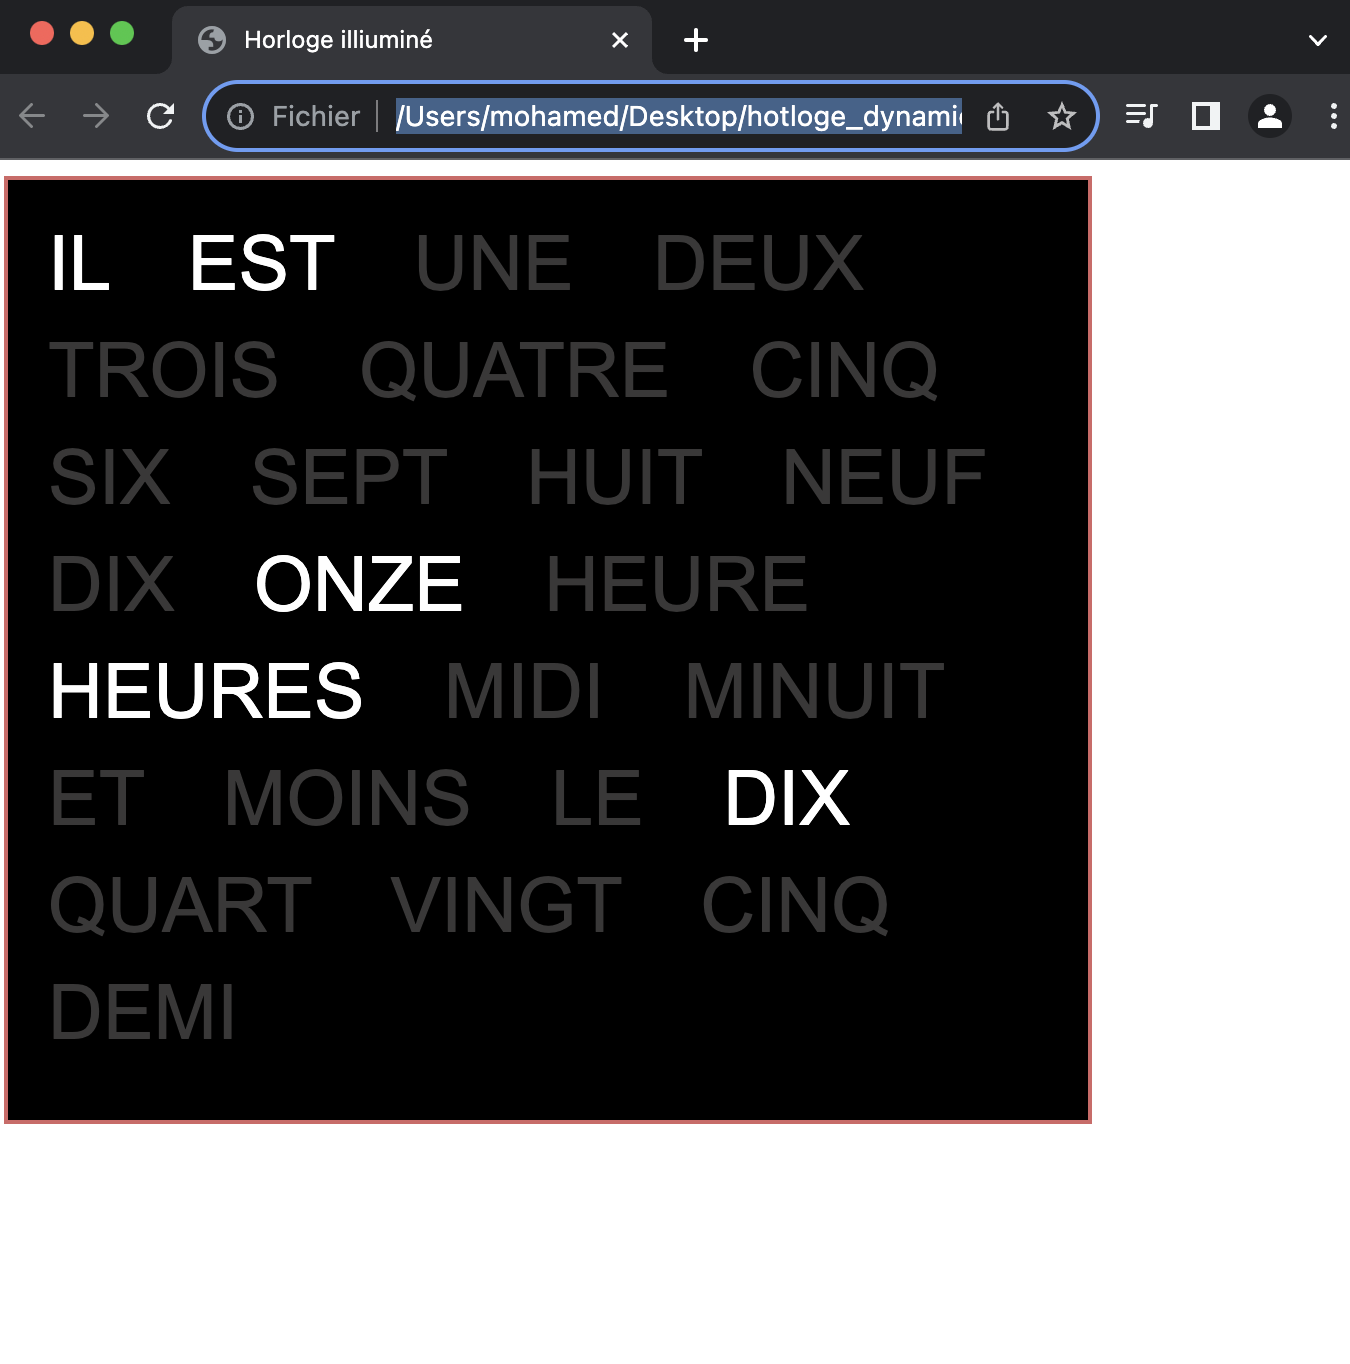 Horloge illiuminé
Fichier /Users/mohamed/Desktop/hotloge_dynami
IL EST UNE DEUX
TROIS QUATRE CINQ
SIX SEPT HUIT NEUF
DIX ONZE HEURE
HEURES MIDI MINUIT
ET MOINS LE DIX
QUART VINGT CINQ
DEMI